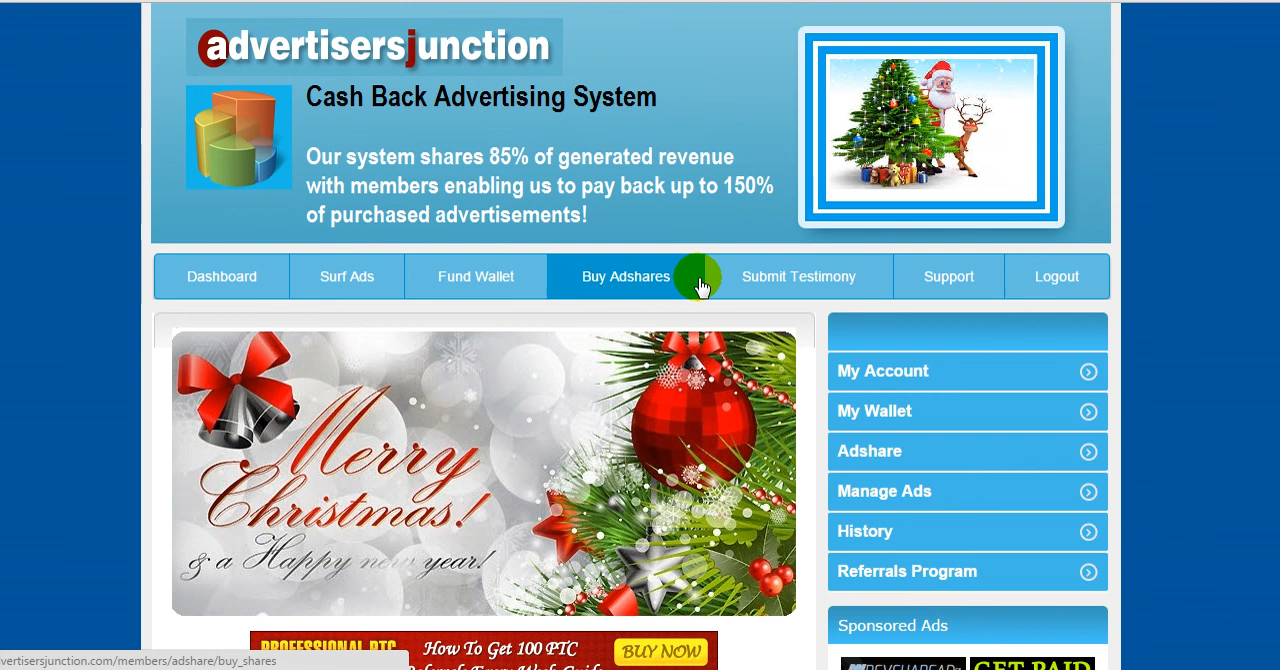 advertisersjunction
Cash Back Advertising System
Our system shares 85% of generated revenue
with members enabling us to pay back up to 150%
of purchased advertisements!
Dashboard
Surf Ads
Fund Wallet
Buy Adshares
Submit Testimony
Support
Logout
Merry
Christmas!
& a Happy new year!
My Account
My Wallet
Adshare
Manage Ads
History
Referrals Program
Sponsored Ads
PROFESSIONAL PTC
How To Get 100 PTC
BUY NOW
GET PAID
vertisersjunction.com/members/adshare/buy_shares